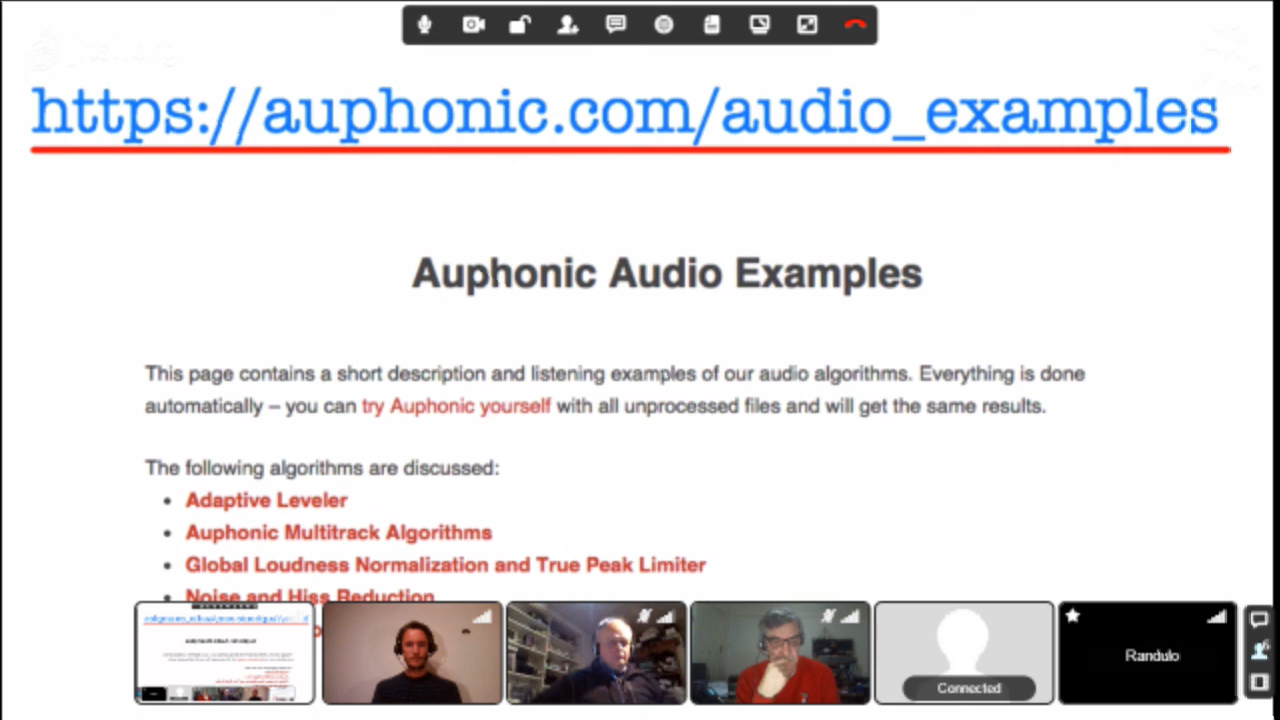 https://auphonic.com/audio_examples
Auphonic Audio Examples
This page contains a short description and listening examples of our audio algorithms. Everything is done
automatically – you can try Auphonic yourself with all unprocessed files and will get the same results.
The following algorithms are discussed:
• Adaptive Leveler
• Auphonic Multitrack Algorithms
• Global Loudness Normalization and True Peak Limiter
• Noise and Hiss Reduction
Connected
Randulo